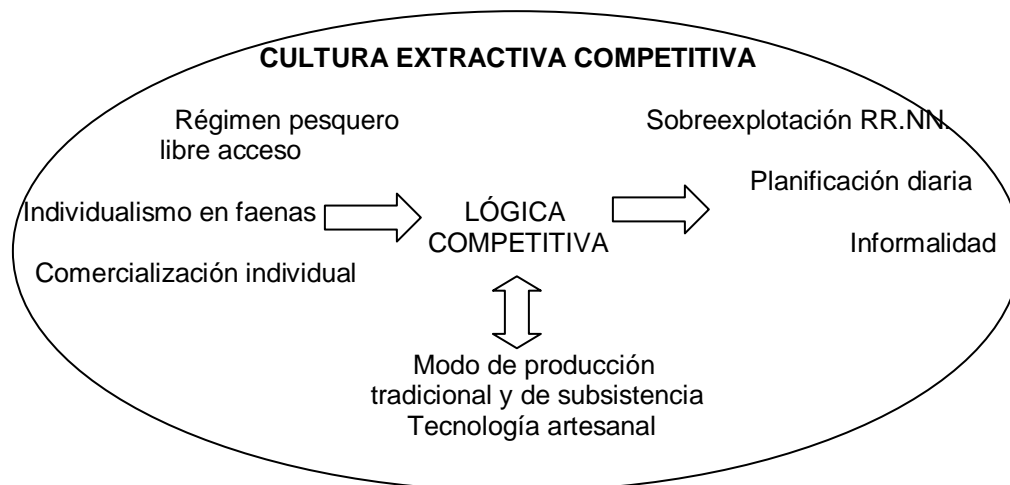 CULTURA EXTRACTIVA COMPETITIVA
Régimen pesquero
libre acceso
Individualismo en faenas
Comercialización individual
LÓGICA
COMPETITIVA
Modo de producción
tradicional y de subsistencia
Tecnología artesanal
Sobreexplotación RR.NN.
Planificación diaria
Informalidad